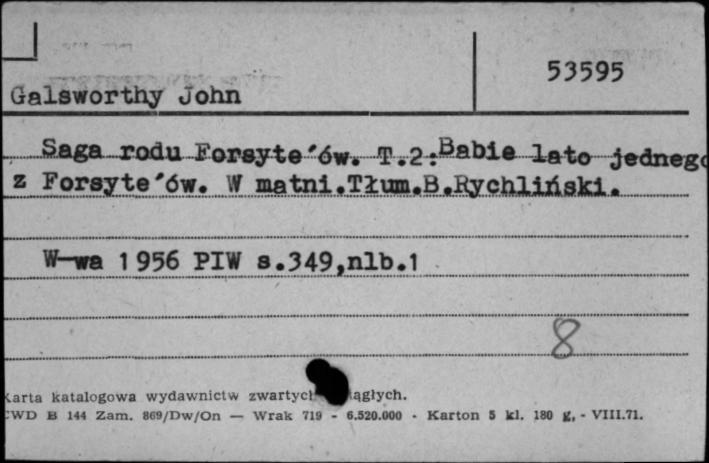 53595
Galsworthy John
Saga rodu Forsyte´ów. T.2:Babie lato jednego
z Forsyte´ów. W matni.Tłum.B.Rychliński.
W-wa 1956 PIW s.349,nlb.1
8
Karta katalogowa wydawnictw
CWD B 144 Zam. 869/Dw/On — Wrak 719 - 6.520.000 - Karton 5 kl. 180 g, - VIII.71.